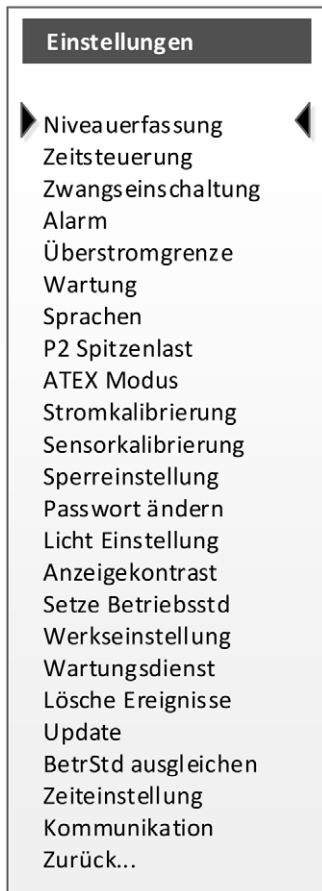 Einstellungen
Niveauerfassung
Zeitsteuerung
Zwangseinschaltung
Alarm
Überstromgrenze
Wartung
Sprachen
P2 Spitzenlast
ATEX Modus
Stromkalibrierung
Sensorkalibrierung
Sperreinstellung
Passwort ändern
Licht Einstellung
Anzeigekontrast
Setze Betriebsstd
Werkseinstellung
Wartungsdienst
Lösche Ereignisse
Update
BetrStd ausgleichen
Zeiteinstellung
Kommunikation
Zurück...